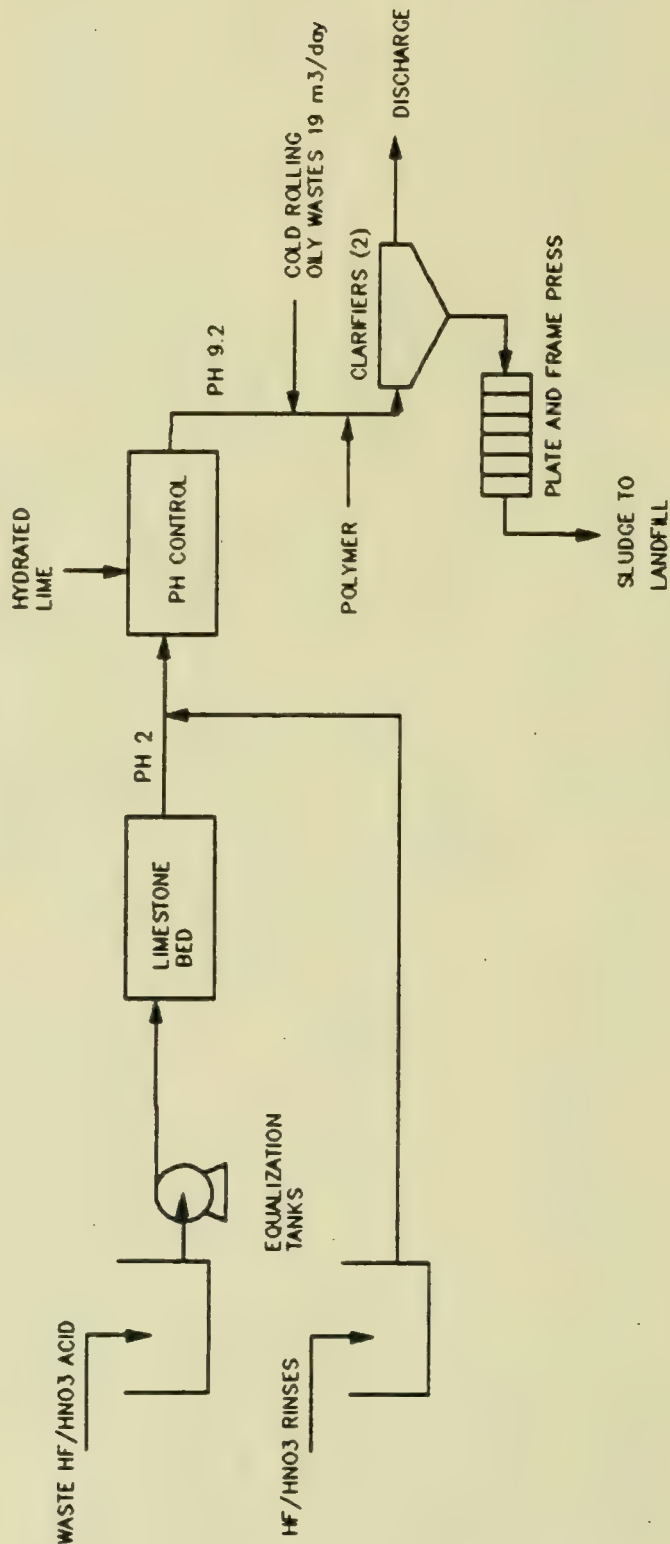 WASTE HF/HNO3 ACID
HF/HNO3 RINSES
EQUALIZATION
TANKS
LIMESTONE
BED
PH 2
HYDRATED
LIME
PH CONTROL
PH 9.2
COLD ROLLING
OILY WASTES 19 m3/day
POLYMER
CLARIFIERS (2)
DISCHARGE
PLATE AND FRAME PRESS
SLUDGE TO
LANDFILL